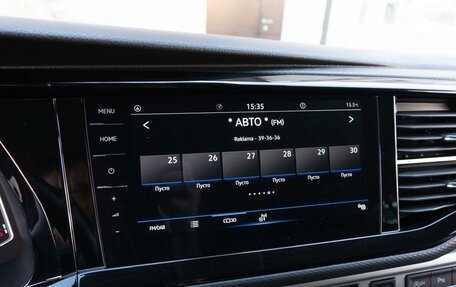 MENU
15:35
15.5°C
* АВТО * (FM)
HOME
Reklama - 39-36-36
25 26 27 28 29 30
Пусто Пусто Пусто Пусто Пусто Пусто
FM/DAB